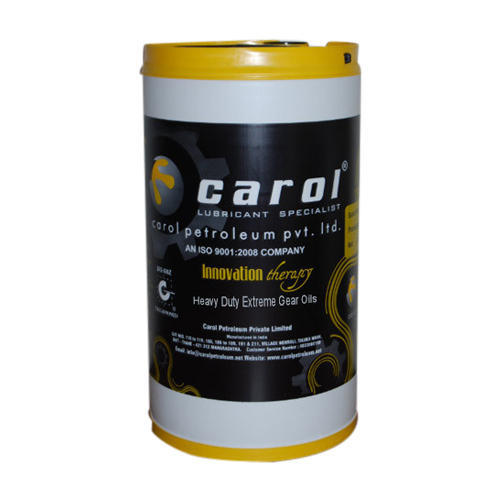 carol®
LUBRICANT SPECIALIST
carol petroleum pvt. ltd.
AN ISO 9001:2008 COMPANY
Innovation therapy
Heavy Duty Extreme Gear Oils
Carol Petroleum Private Limited
Manufactured in India
Email: info@carolpetroleum.net Website: www.carolpetroleum.net